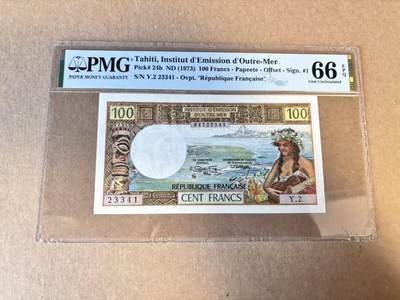 PMG
PAPER MONEY GUARANTY
Tahiti, Institut d'Emission d'Outre-Mer
Pick# 24b ND (1973) 100 Francs - Papeete - Offset - Sign. #1
S/N Y.2 23341 - Ovpt. "République Française"
66 EPQ
Gem Uncirculated
100
INSTITUT D'EMISSION
D'OUTRE-MER
100
RÉPUBLIQUE FRANÇAISE
23341
CENT FRANCS
Y.2